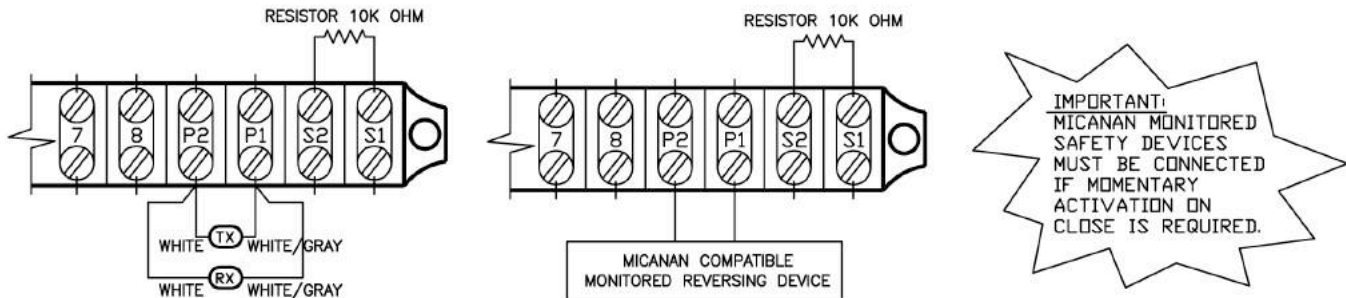 RESISTOR 10K OHM
7 8 P2 P1 S2 S1
WHITE TX WHITE/GRAY
WHITE RX WHITE/GRAY
RESISTOR 10K OHM
7 8 P2 P1 S2 S1
MICANAN COMPATIBLE
MONITORED REVERSING DEVICE
IMPORTANT:
MICANAN MONITORED
SAFETY DEVICES
MUST BE CONNECTED
IF MOMENTARY
ACTIVATION ON
CLOSE IS REQUIRED.